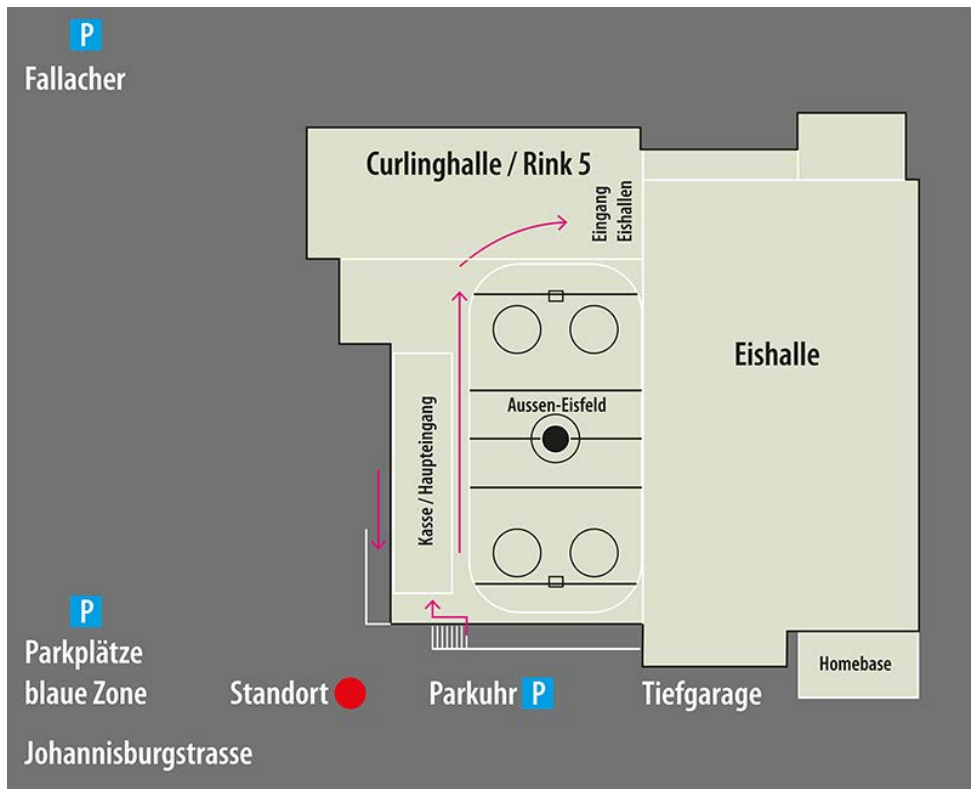 P
Fallacher
Curlinghalle / Rink 5
Eingang
Eishallen
Eishalle
Aussen-Eisfeld
Kasse / Haupteingang
P
Parkplätze
blaue Zone
Standort
Parkuhr P
Tiefgarage
Homebase
Johannisburgstrasse